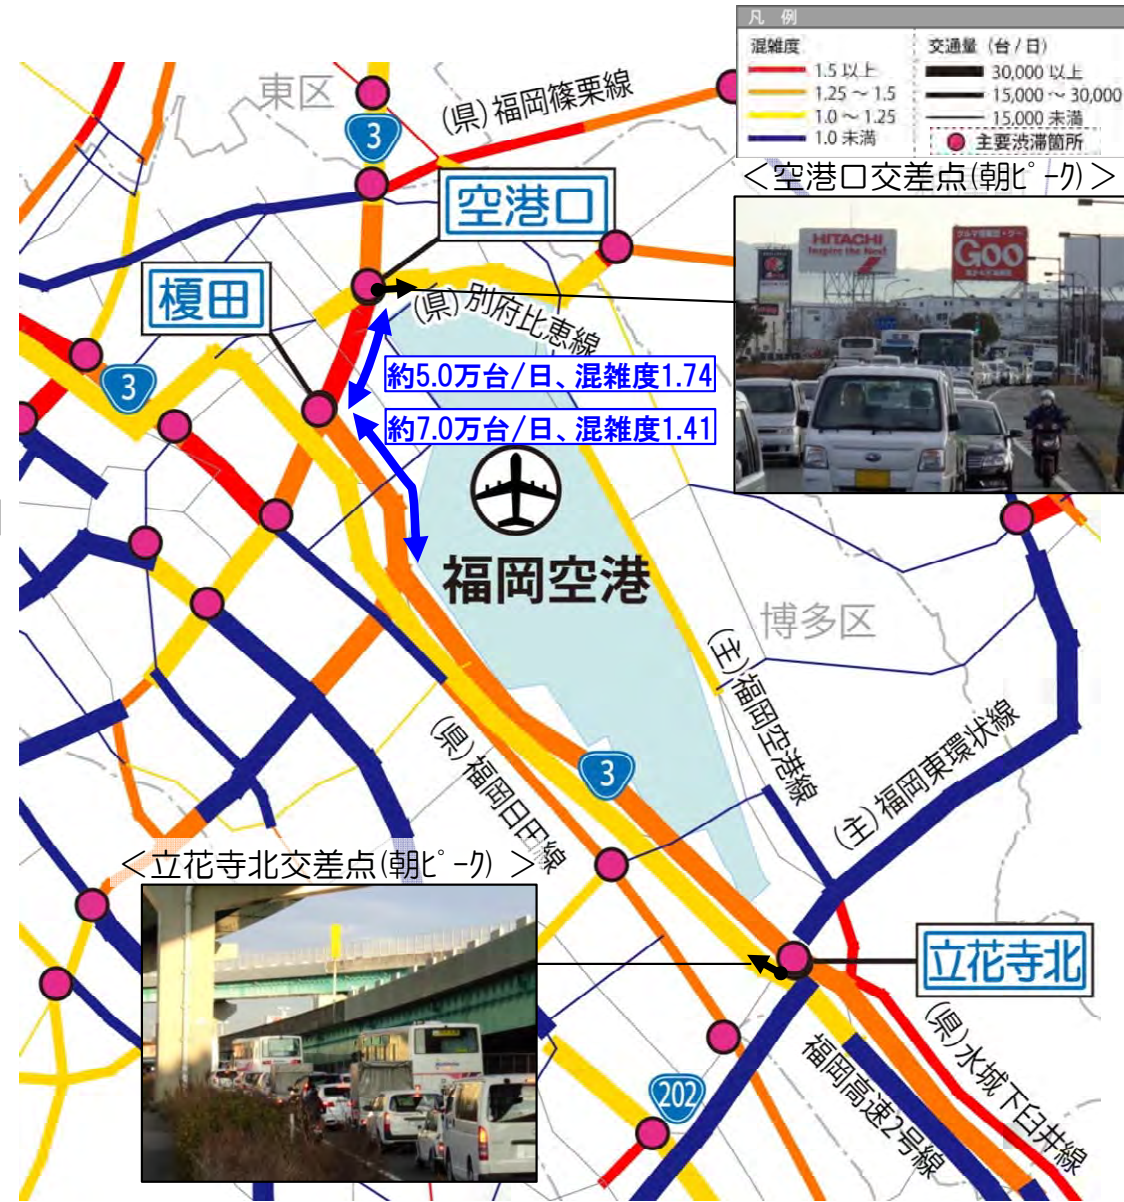 凡 例
混雑度
1.5 以上
1.25 ～ 1.5
1.0 ～ 1.25
1.0 未満
交通量 (台 / 日)
30,000 以上
15,000 ～ 30,000
15,000 未満
主要渋滞箇所
東区
(県) 福岡篠栗線
3
空港口
＜空港口交差点(朝ﾋﾟｰｸ)＞
HITACHI
Inspire the Next
Goo
榎田
(県) 別府比恵線
3
約5.0万台/日、混雑度1.74
約7.0万台/日、混雑度1.41
福岡空港
博多区
(主) 福岡空港線
(県) 福岡日田線
3
(主) 福岡東環状線
＜立花寺北交差点(朝ﾋﾟｰｸ) ＞
立花寺北
(県) 水城下臼井線
福岡高速2号線
202